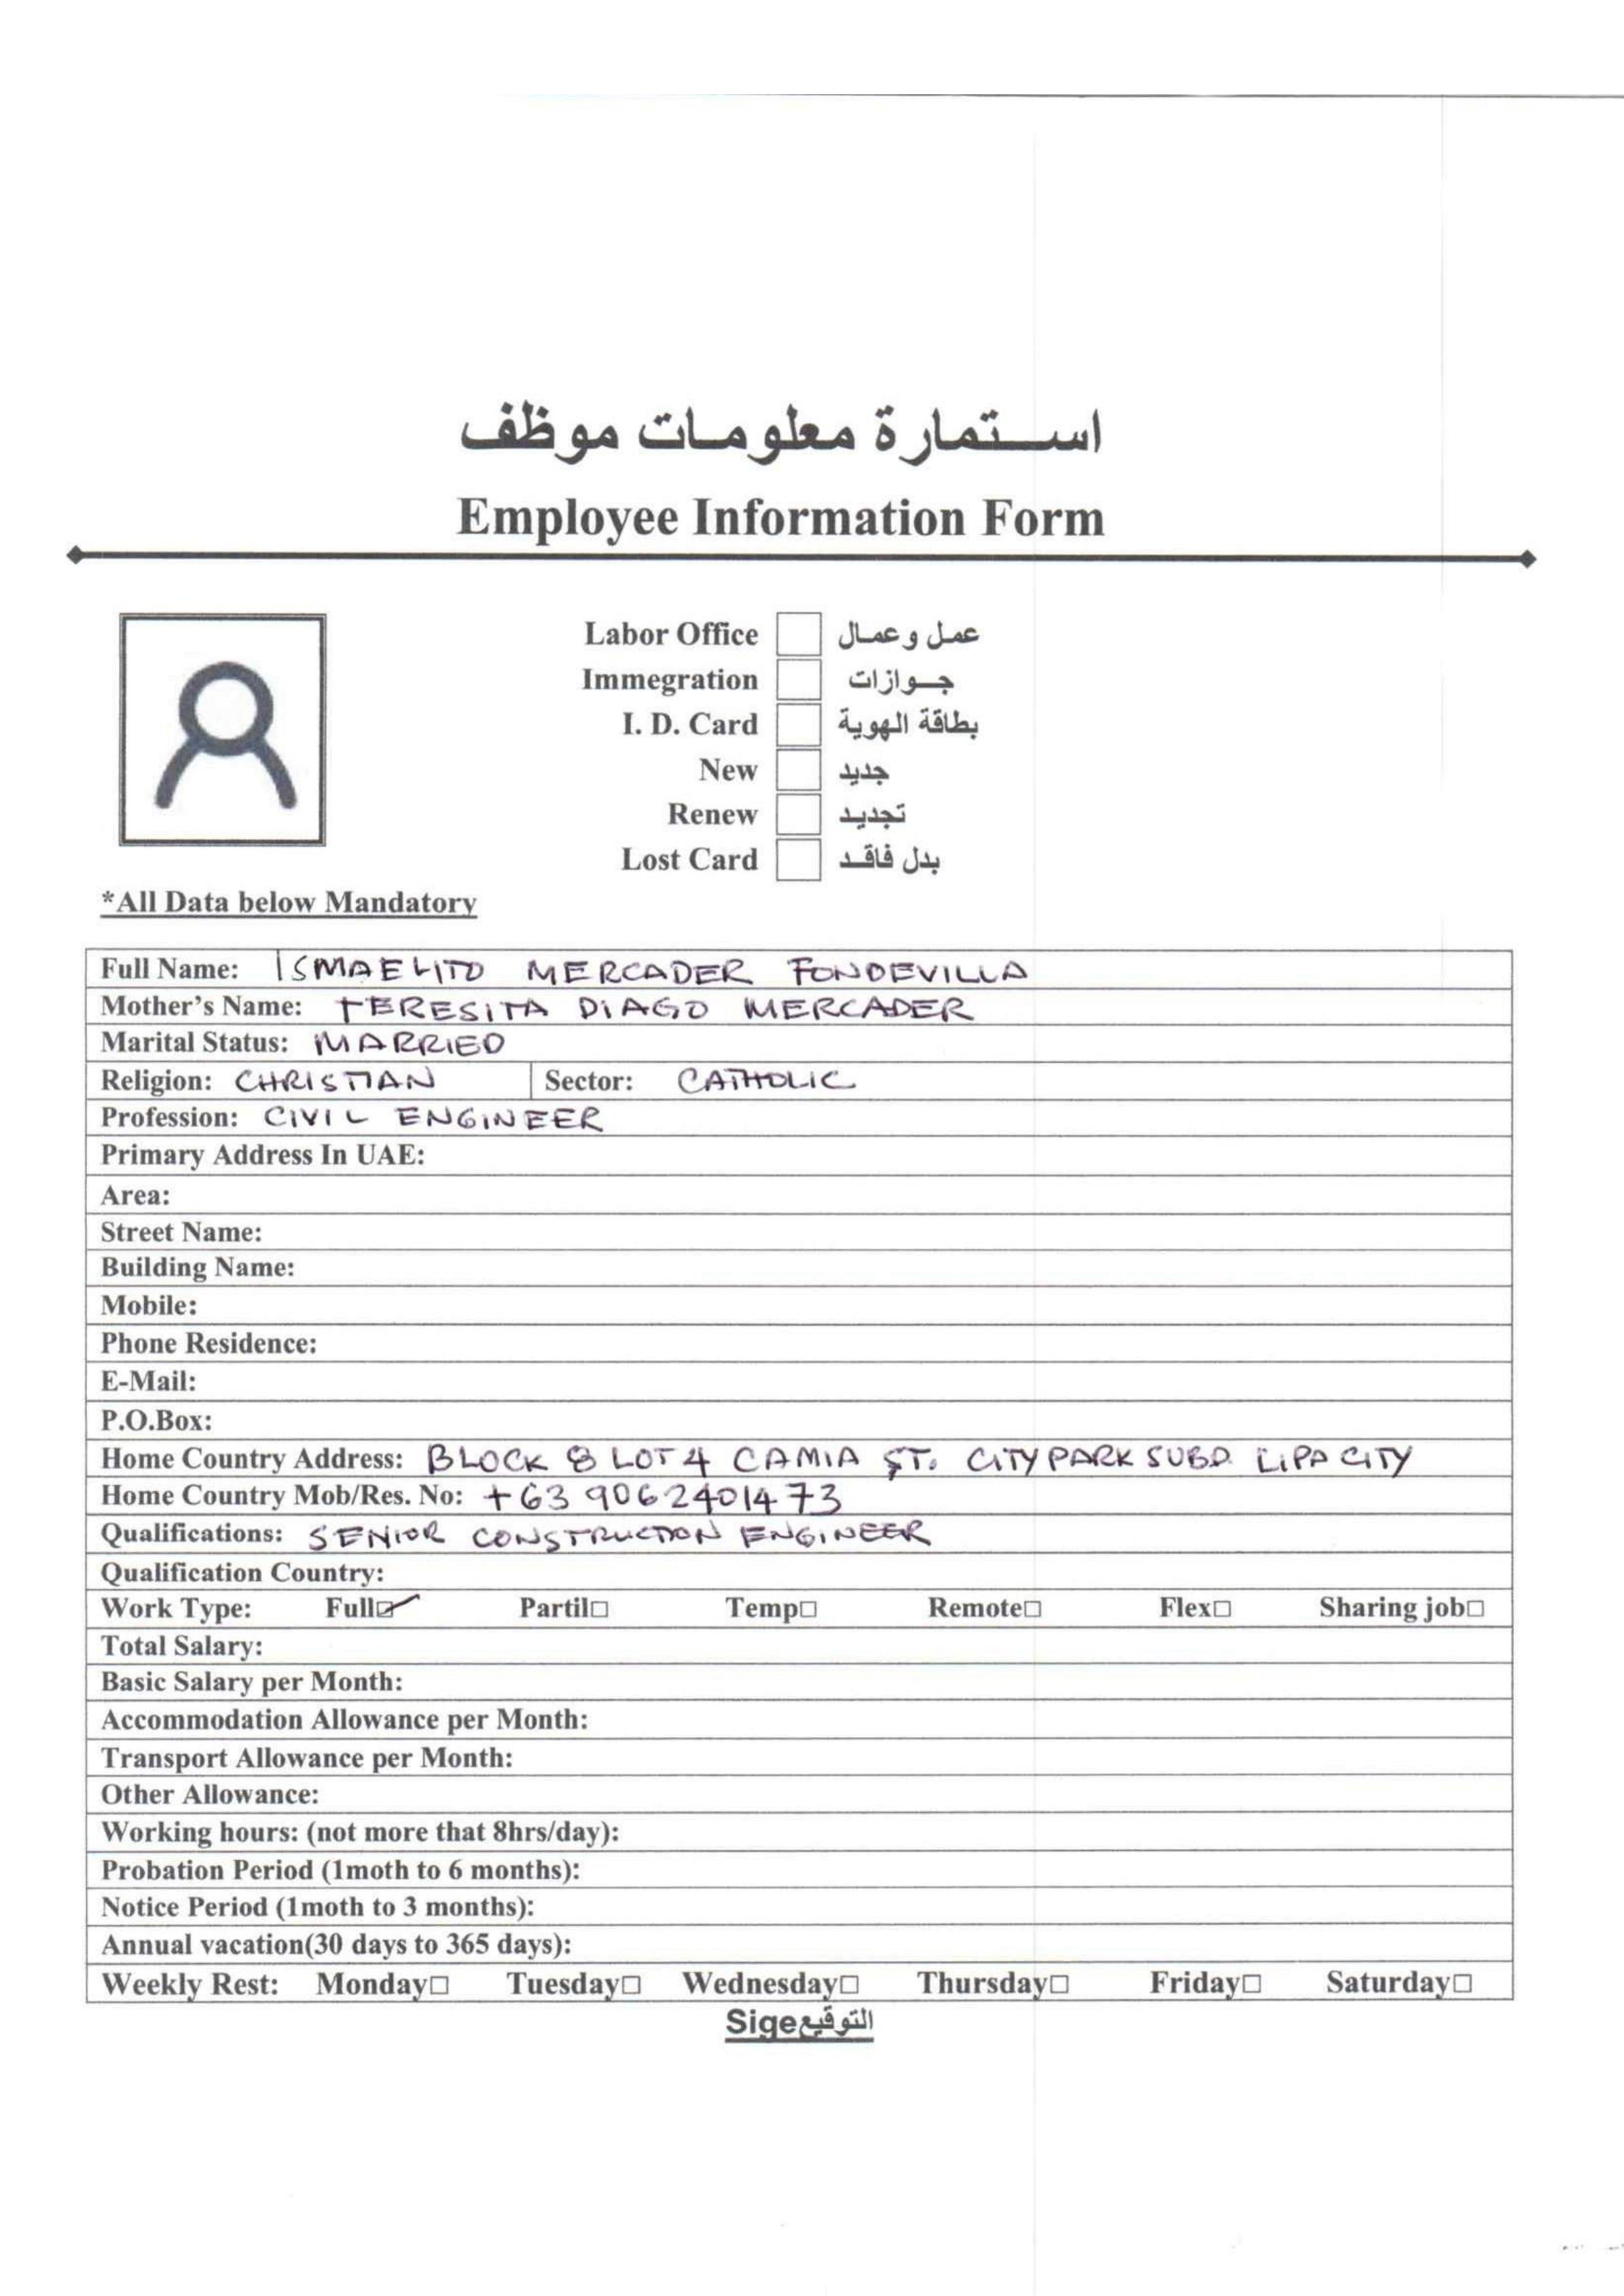 استمارة معلومات موظف
Employee Information Form
Labor Office عمل وعمال
Immegration جوازات
I. D. Card بطاقة الهوية
New جديد
Renew تجديد
Lost Card بدل فاقد
*All Data below Mandatory
Full Name: ISMAELITO MERCADER FONDEVILLA
Mother's Name: TERESITA DIAGO MERCADER
Marital Status: MARRIED
Religion: CHRISTIAN Sector: CATHOLIC
Profession: CIVIL ENGINEER
Primary Address In UAE:
Area:
Street Name:
Building Name:
Mobile:
Phone Residence:
E-Mail:
P.O.Box:
Home Country Address: BLOCK 8 LOT 4 CAMIA ST. CITY PARK SUBD. LIPA CITY
Home Country Mob/Res. No: +63 9062401473
Qualifications: SENIOR CONSTRUCTION ENGINEER
Qualification Country:
Work Type: Full☑ Partil☐ Temp☐ Remote☐ Flex☐ Sharing job☐
Total Salary:
Basic Salary per Month:
Accommodation Allowance per Month:
Transport Allowance per Month:
Other Allowance:
Working hours: (not more that 8hrs/day):
Probation Period (1moth to 6 months):
Notice Period (1moth to 3 months):
Annual vacation(30 days to 365 days):
Weekly Rest: Monday☐ Tuesday☐ Wednesday☐ Thursday☐ Friday☐ Saturday☐
Sigeالتوقيع